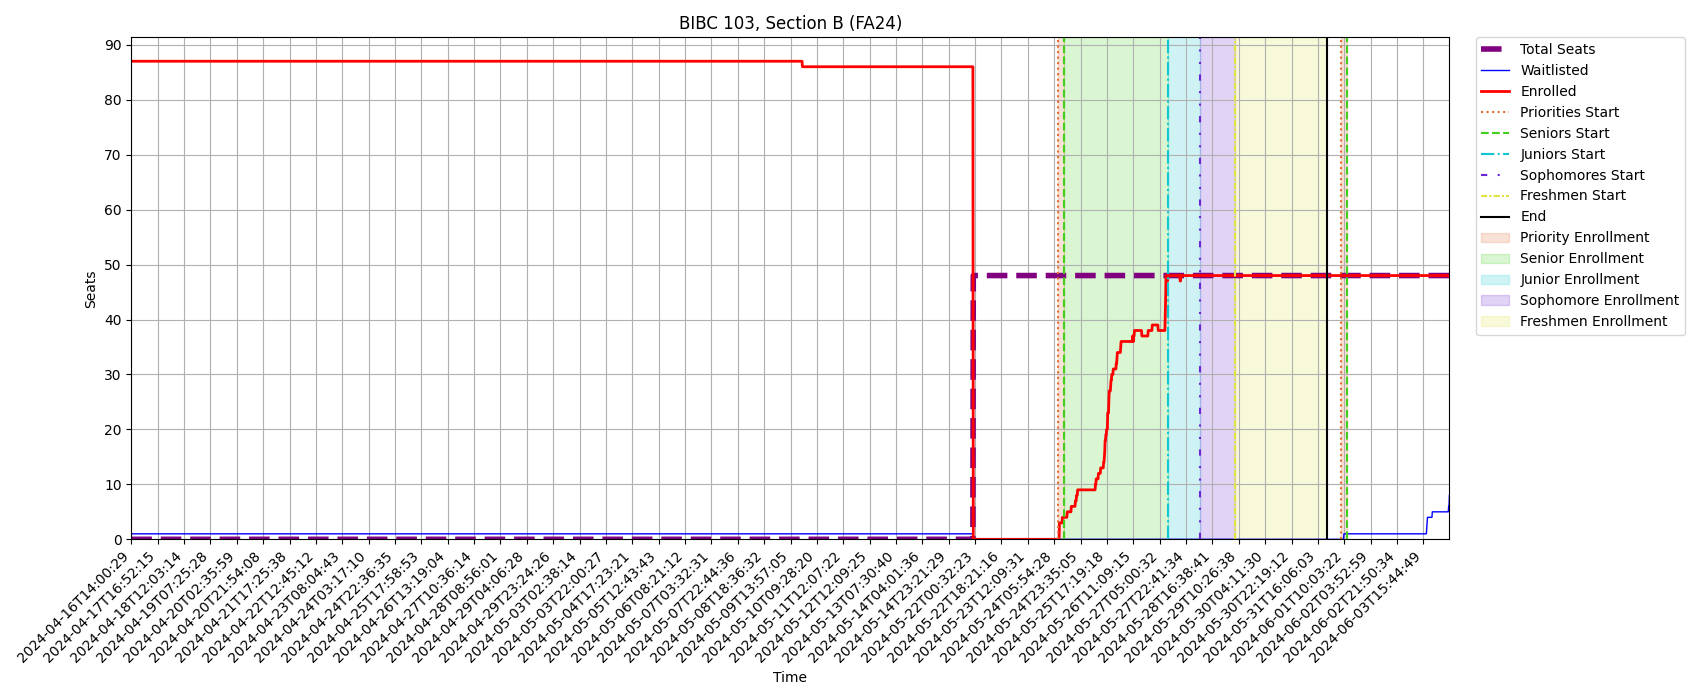 BIBC 103, Section B (FA24)
90
80
70
60
50
40
30
20
10
0
Seats
2024-04-16T14:00:29
2024-04-17T16:52:15
2024-04-18T12:03:14
2024-04-19T07:25:28
2024-04-20T02:35:59
2024-04-20T21:54:08
2024-04-21T17:25:38
2024-04-22T12:45:12
2024-04-23T08:04:43
2024-04-24T03:17:10
2024-04-24T22:36:35
2024-04-25T17:58:53
2024-04-26T13:19:04
2024-04-27T10:36:14
2024-04-28T08:56:01
2024-04-29T04:06:28
2024-04-29T23:24:26
2024-05-03T02:38:14
2024-05-03T22:00:27
2024-05-04T17:23:21
2024-05-05T12:43:43
2024-05-06T08:21:12
2024-05-07T03:32:31
2024-05-07T22:44:36
2024-05-08T18:36:32
2024-05-09T13:57:05
2024-05-10T09:28:20
2024-05-11T12:07:22
2024-05-12T12:09:25
2024-05-13T07:30:40
2024-05-14T04:01:36
2024-05-14T23:21:29
2024-05-22T00:32:23
2024-05-22T18:21:16
2024-05-23T12:09:31
2024-05-24T05:54:28
2024-05-24T23:35:05
2024-05-25T17:19:18
2024-05-26T11:09:15
2024-05-27T05:00:32
2024-05-27T22:41:34
2024-05-28T16:38:41
2024-05-29T10:26:38
2024-05-30T04:11:30
2024-05-30T22:19:12
2024-05-31T16:06:03
2024-06-01T10:03:22
2024-06-02T03:52:59
2024-06-02T21:50:34
2024-06-03T15:44:49
Time
Total Seats
Waitlisted
Enrolled
Priorities Start
Seniors Start
Juniors Start
Sophomores Start
Freshmen Start
End
Priority Enrollment
Senior Enrollment
Junior Enrollment
Sophomore Enrollment
Freshmen Enrollment